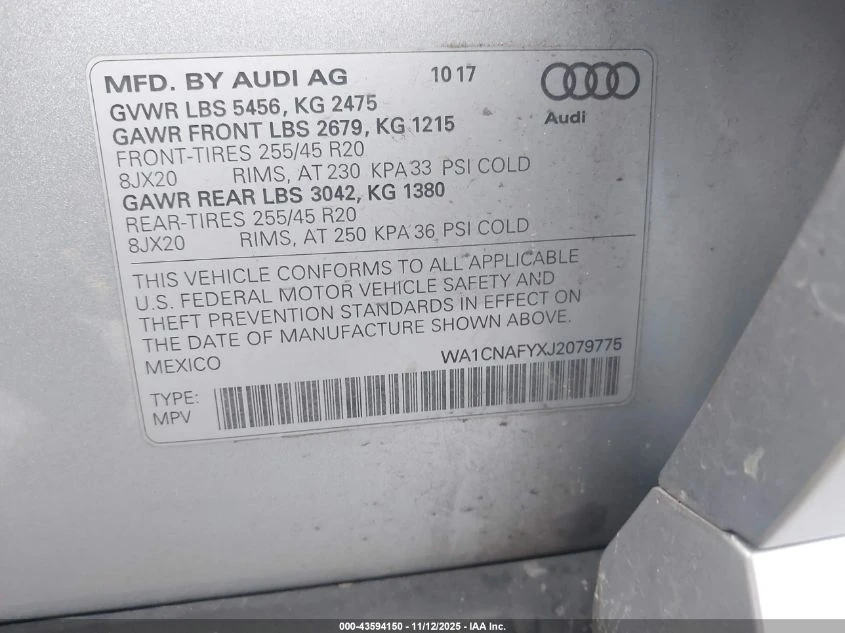 MFD. BY AUDI AG 10 17
GVWR LBS 5456, KG 2475
GAWR FRONT LBS 2679, KG 1215
FRONT-TIRES 255/45 R20
8JX20 RIMS, AT 230 KPA 33 PSI COLD
GAWR REAR LBS 3042, KG 1380
REAR-TIRES 255/45 R20
8JX20 RIMS, AT 250 KPA 36 PSI COLD
Audi
THIS VEHICLE CONFORMS TO ALL APPLICABLE
U.S. FEDERAL MOTOR VEHICLE SAFETY AND
THEFT PREVENTION STANDARDS IN EFFECT ON
THE DATE OF MANUFACTURE SHOWN ABOVE.
MEXICO WA1CNAFYXJ2079775
TYPE:
MPV
000-43594150 - 11/12/2025 - IAA Inc.